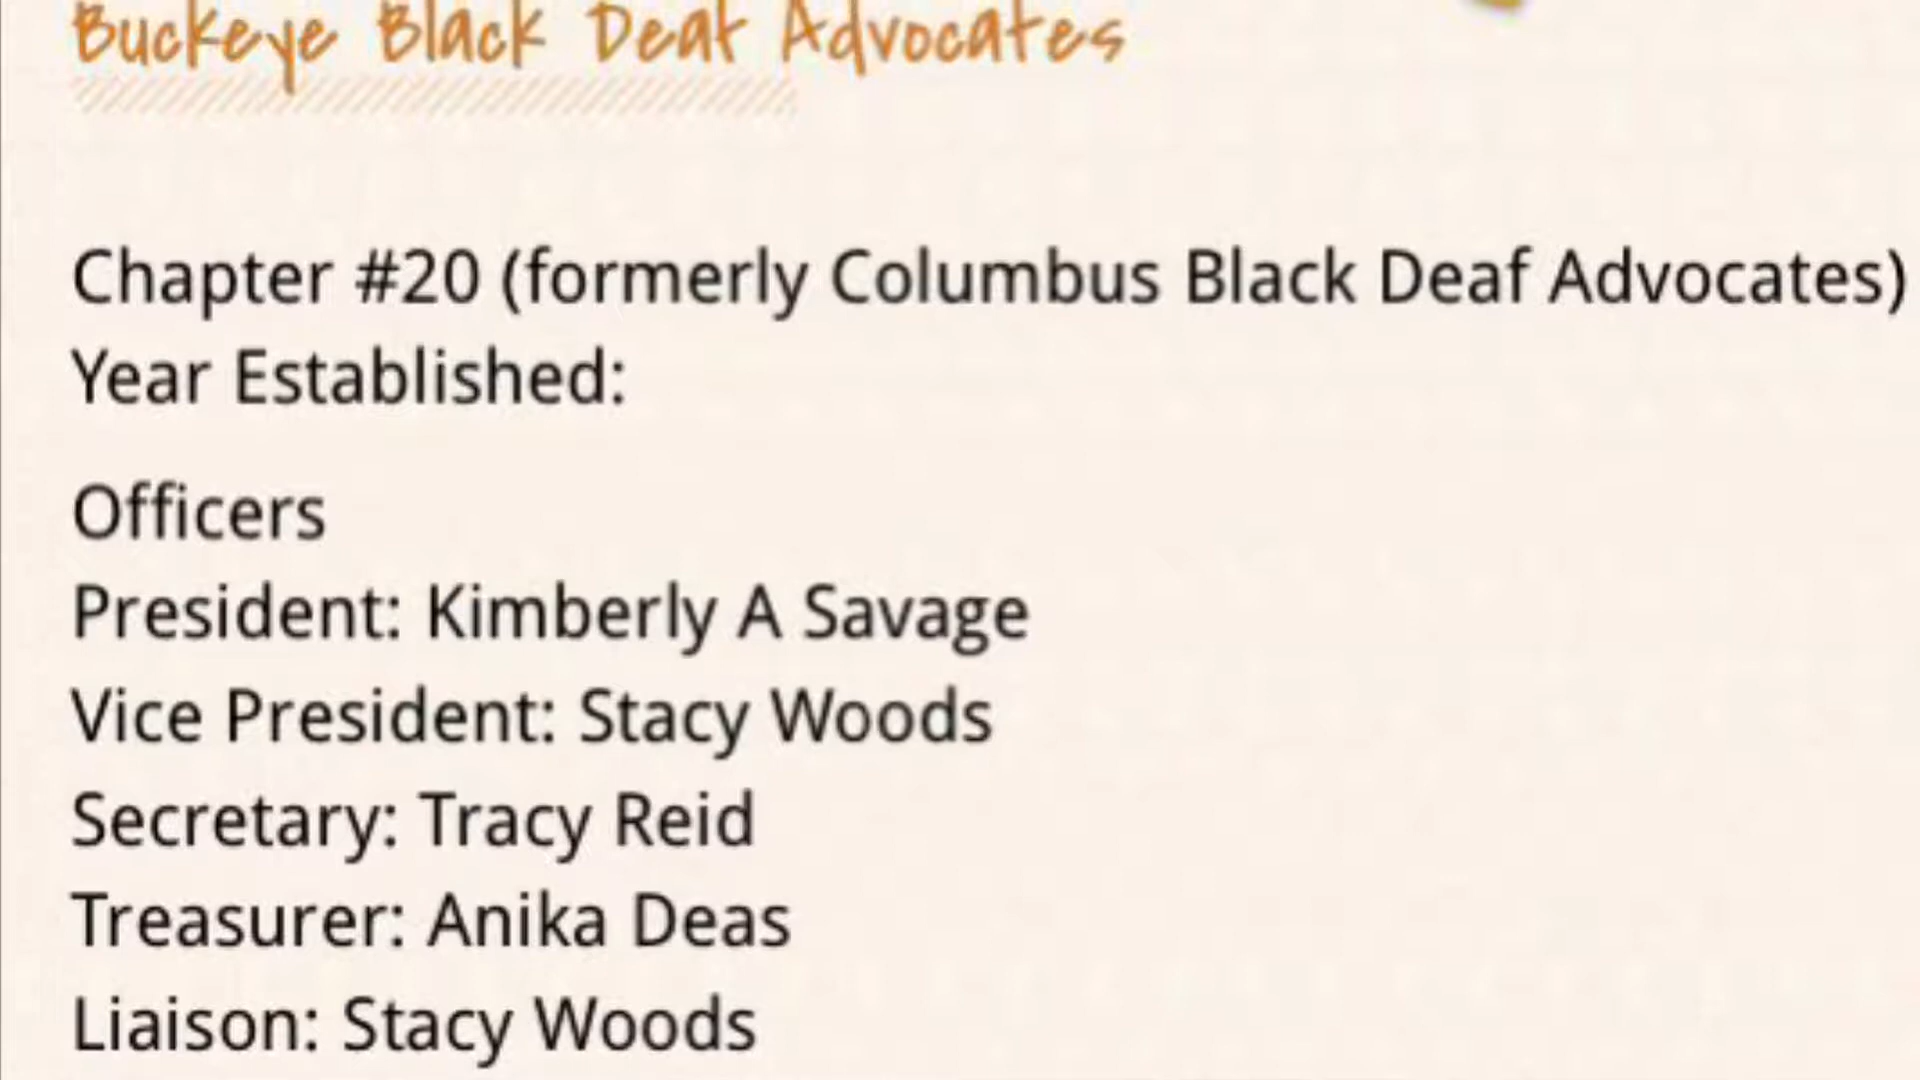 Buckeye Black Deaf Advocates
Chapter #20 (formerly Columbus Black Deaf Advocates)
Year Established:
Officers
President: Kimberly A Savage
Vice President: Stacy Woods
Secretary: Tracy Reid
Treasurer: Anika Deas
Liaison: Stacy Woods